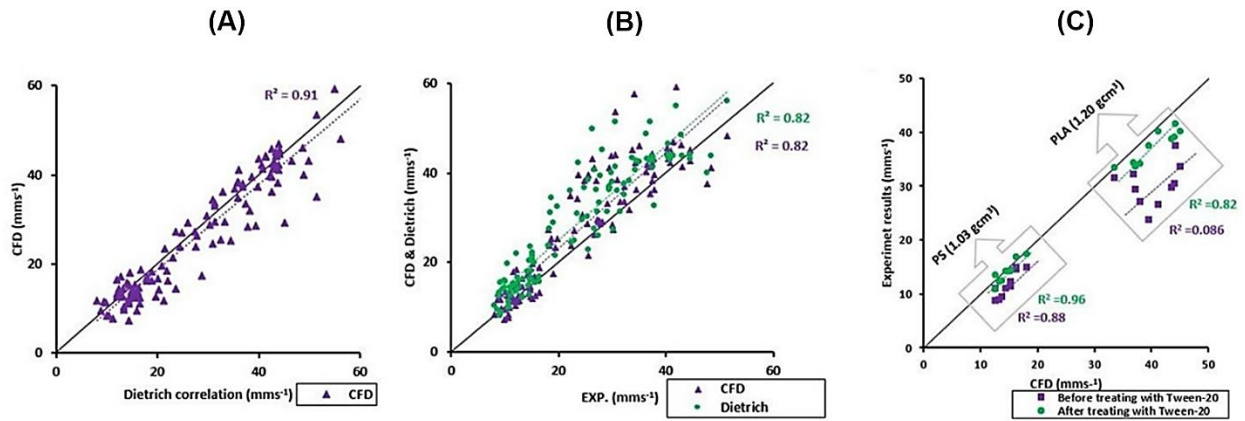 (A)
(B)
(C)
60
40
20
0
0
20
40
60
CFD (mms⁻¹)
R² = 0.91
Dietrich correlation (mms⁻¹)
CFD
60
40
20
0
0
20
40
60
CFD & Dietrich (mms⁻¹)
R² = 0.82
R² = 0.82
EXP. (mms⁻¹)
CFD
Dietrich
50
40
30
20
10
0
0
10
20
30
40
50
Experimet results (mms⁻¹)
PLA (1.20 gcm³)
PS (1.03 gcm³)
R² =0.82
R² =0.086
R² =0.96
R² =0.88
CFD (mms⁻¹)
Before treating with Tween-20
After treating with Tween-20